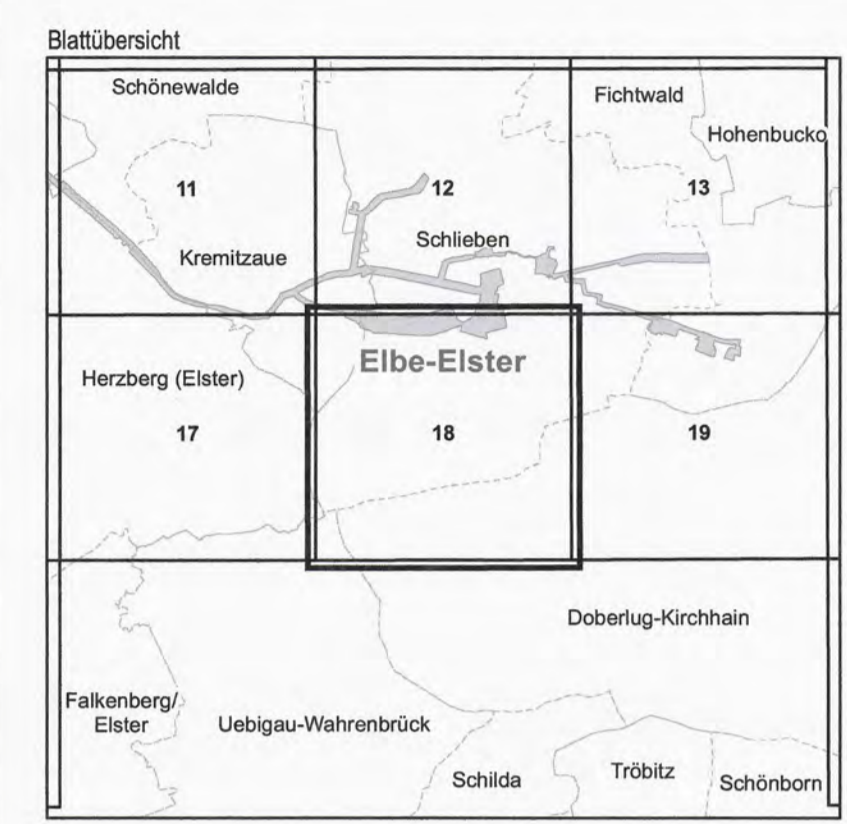 Blattübersicht
Schönewalde
Fichtwald
Hohenbucko
11
12
13
Schlieben
Kremitzaue
Elbe-Elster
Herzberg (Elster)
17
18
19
Doberlug-Kirchhain
Falkenberg/
Elster
Uebigau-Wahrenbrück
Schilda
Tröbitz
Schönborn